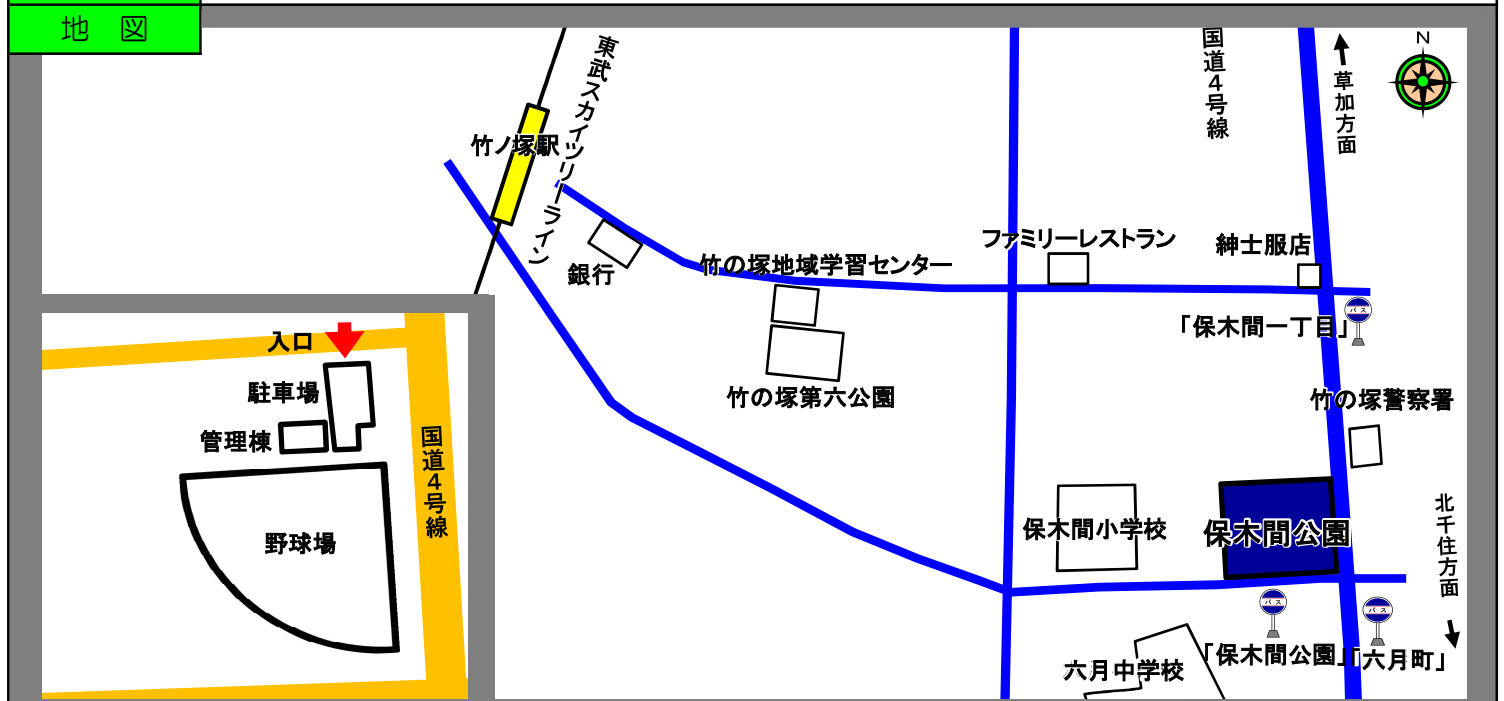 地 図
東武スカイツリーライン
国道4号線
草加方面
N
竹ノ塚駅
銀行
竹の塚地域学習センター
ファミリーレストラン
紳士服店
バス
「保木間一丁目」
竹の塚第六公園
竹の塚警察署
保木間小学校
保木間公園
北千住方面
バス
「保木間公園」
バス
「六月町」
六月中学校
入口
駐車場
管理棟
国道4号線
野球場